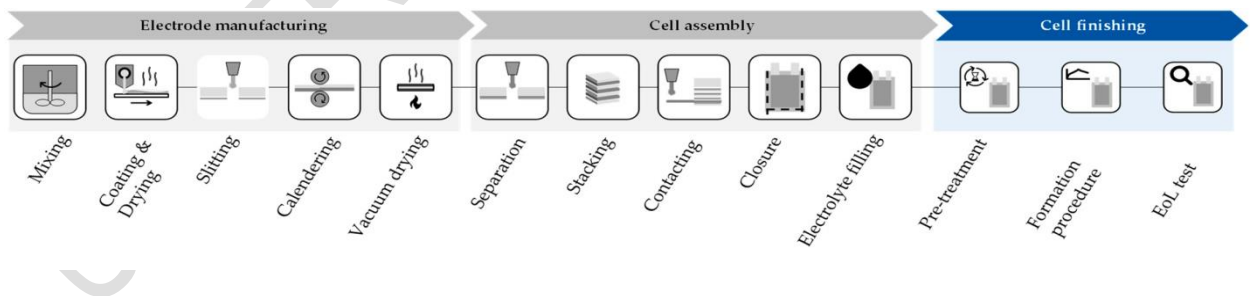 Electrode manufacturing
Cell assembly
Cell finishing
Mixing
Coating &
Drying
Slitting
Calendering
Vacuum drying
Separation
Stacking
Contacting
Closure
Electrolyte filling
Pre-treatment
Formation
procedure
EoL test